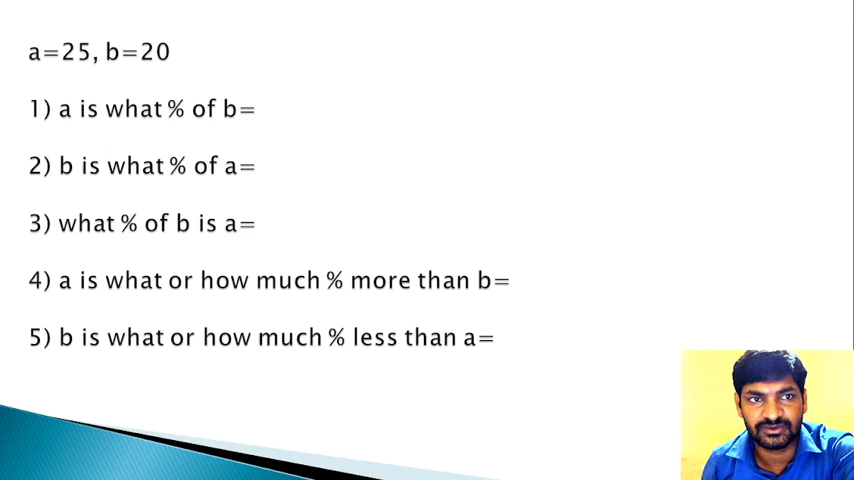 a=25, b=20
1) a is what % of b=
2) b is what % of a=
3) what % of b is a=
4) a is what or how much % more than b=
5) b is what or how much % less than a=